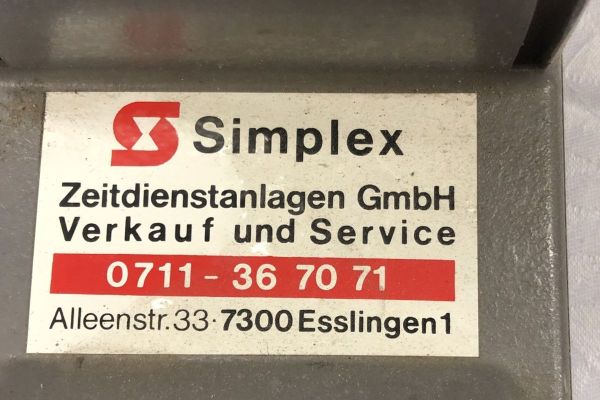 Simplex
Zeitdienstanlagen GmbH
Verkauf und Service
0711 - 36 70 71
Alleenstr.33·7300 Esslingen 1